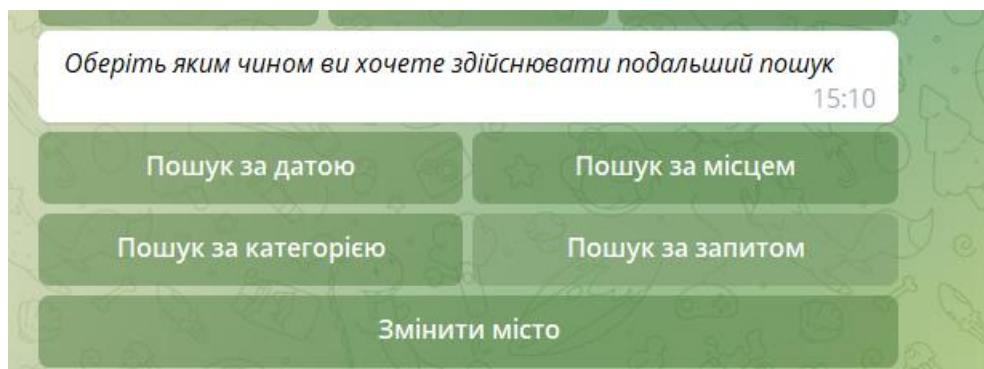 Оберіть яким чином ви хочете здійснювати подальший пошук
15:10
Пошук за датою
Пошук за місцем
Пошук за категорією
Пошук за запитом
Змінити місто